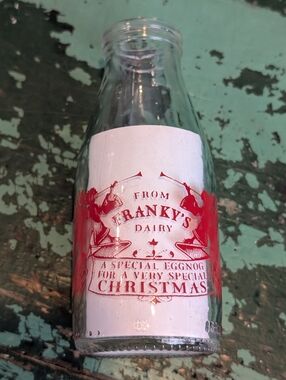 FROM
FRANKY'S
DAIRY
A SPECIAL EGGNOG
FOR A VERY SPECIAL
CHRISTMAS